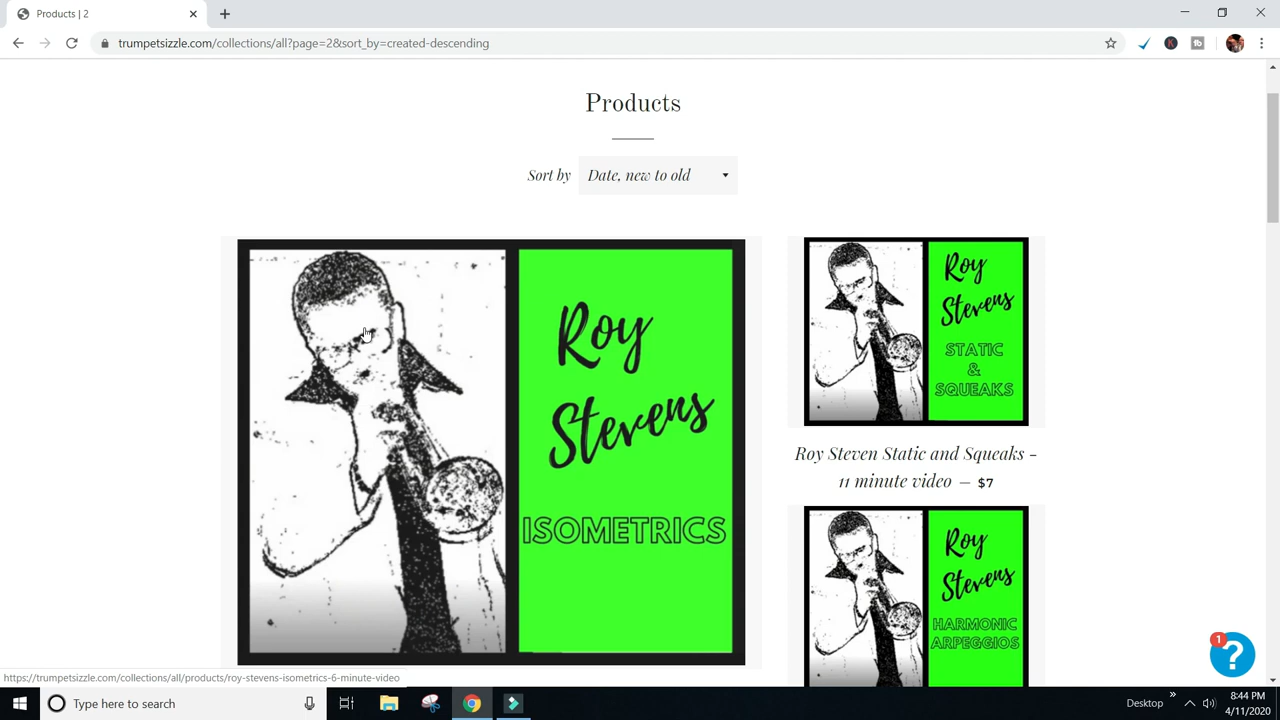 Products | 2
trumpetsizzle.com/collections/all?page=2&sort_by=created-descending
Products
Sort by Date, new to old
Roy
Stevens
ISOMETRICS
Roy
Stevens
STATIC
&
SQUEAKS
Roy Steven Static and Squeaks -
11 minute video — $7
Roy
Stevens
HARMONIC
ARPEGGIOS
1
?
https://trumpetsizzle.com/collections/all/products/roy-stevens-isometrics-6-minute-video
Type here to search
Desktop
8:44 PM
4/11/2020